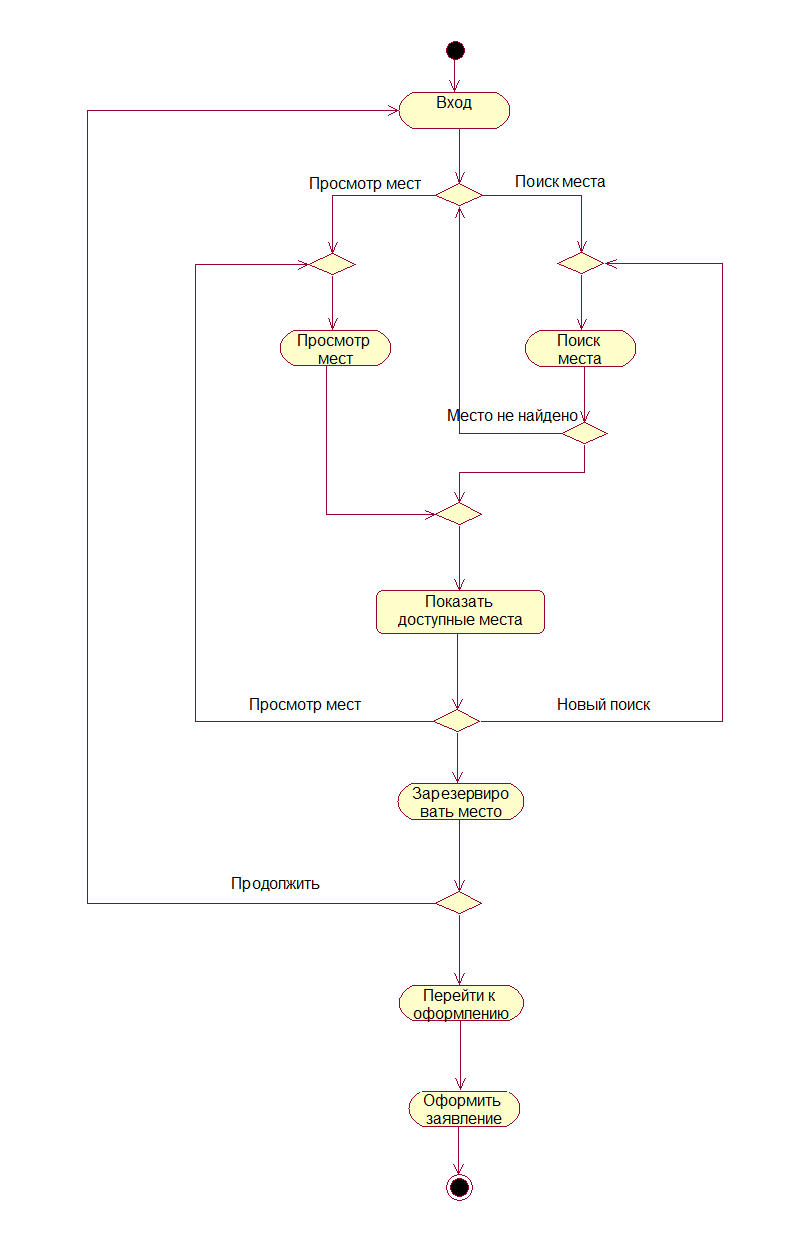 Вход
Просмотр мест
Поиск места
Просмотр
мест
Поиск
места
Место не найдено
Показать
доступные места
Просмотр мест
Новый поиск
Зарезервиро
вать место
Продолжить
Перейти к
оформлению
Оформить
заявление